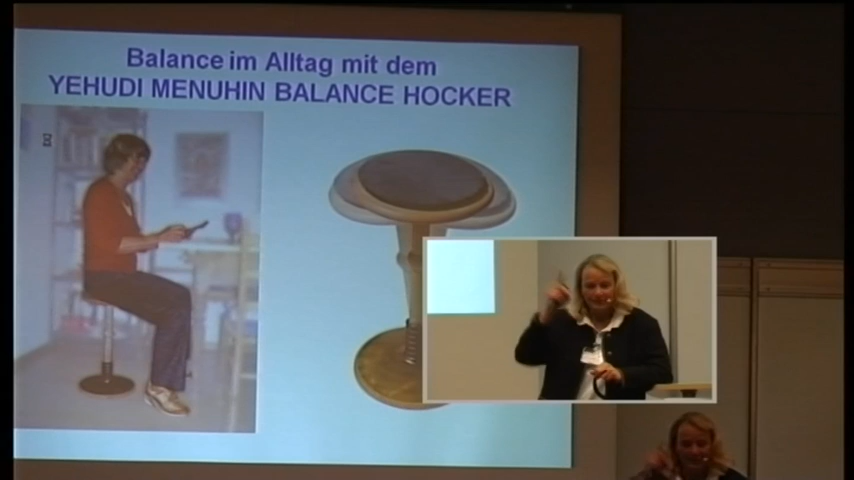 Balance im Alltag mit dem
YEHUDI MENUHIN BALANCE HOCKER